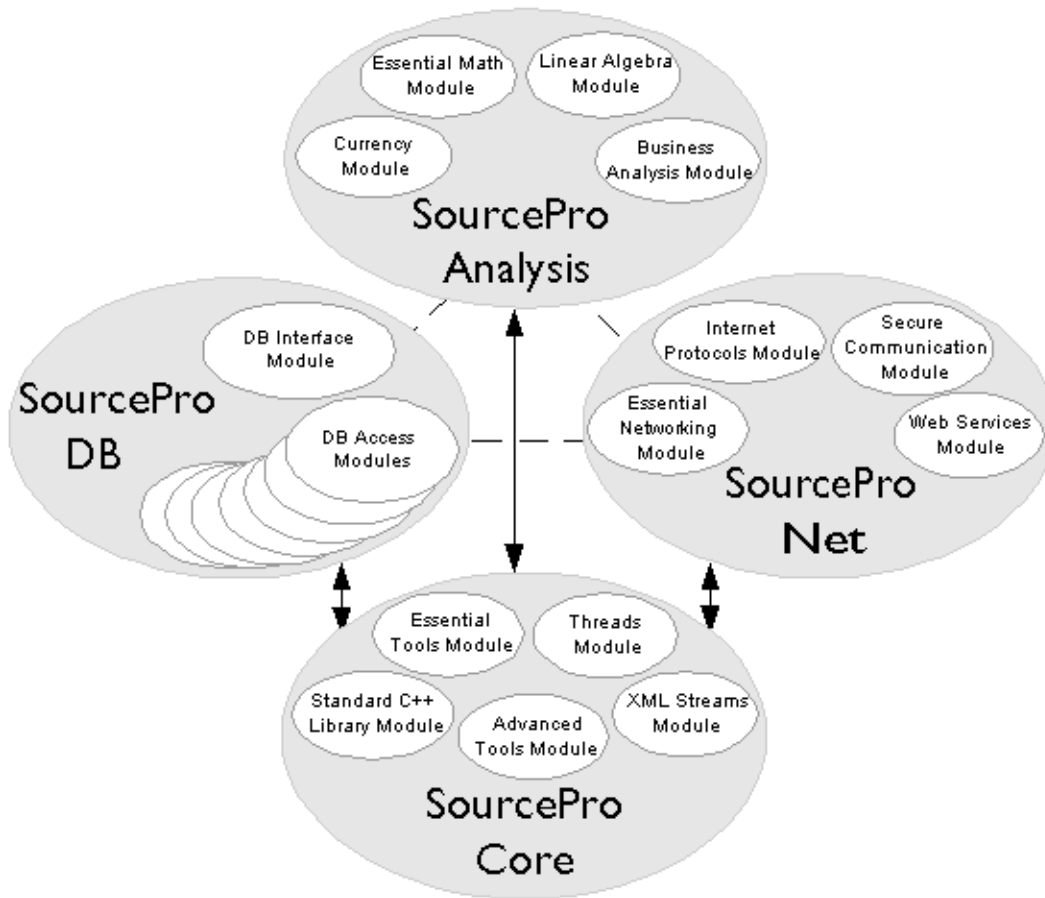 Essential Math
Module
Linear Algebra
Module
Currency
Module
Business
Analysis Module
SourcePro
Analysis
DB Interface
Module
SourcePro
DB
DB Access
Modules
Internet
Protocols Module
Secure
Communication
Module
Essential
Networking
Module
Web Services
Module
SourcePro
Net
Essential
Tools Module
Threads
Module
Standard C++
Library Module
Advanced
Tools Module
XML Streams
Module
SourcePro
Core